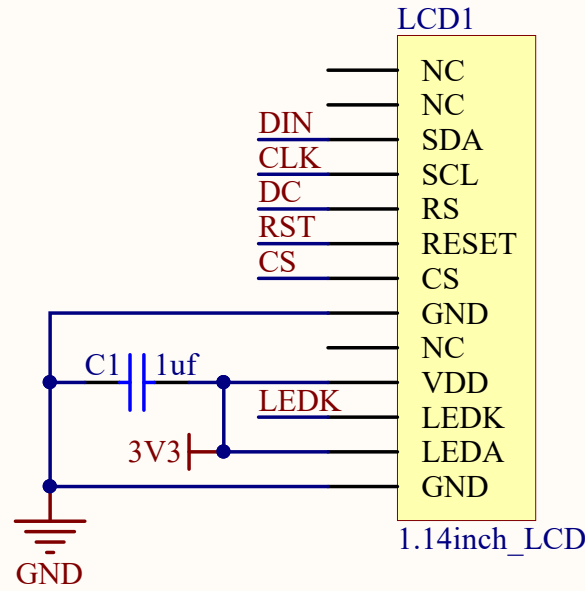 LCD1
NC
NC
DIN SDA
CLK SCL
DC RS
RST RESET
CS CS
GND
NC
C1 1uf VDD
LEDK LEDK
3V3 LEDA
GND
1.14inch_LCD
GND